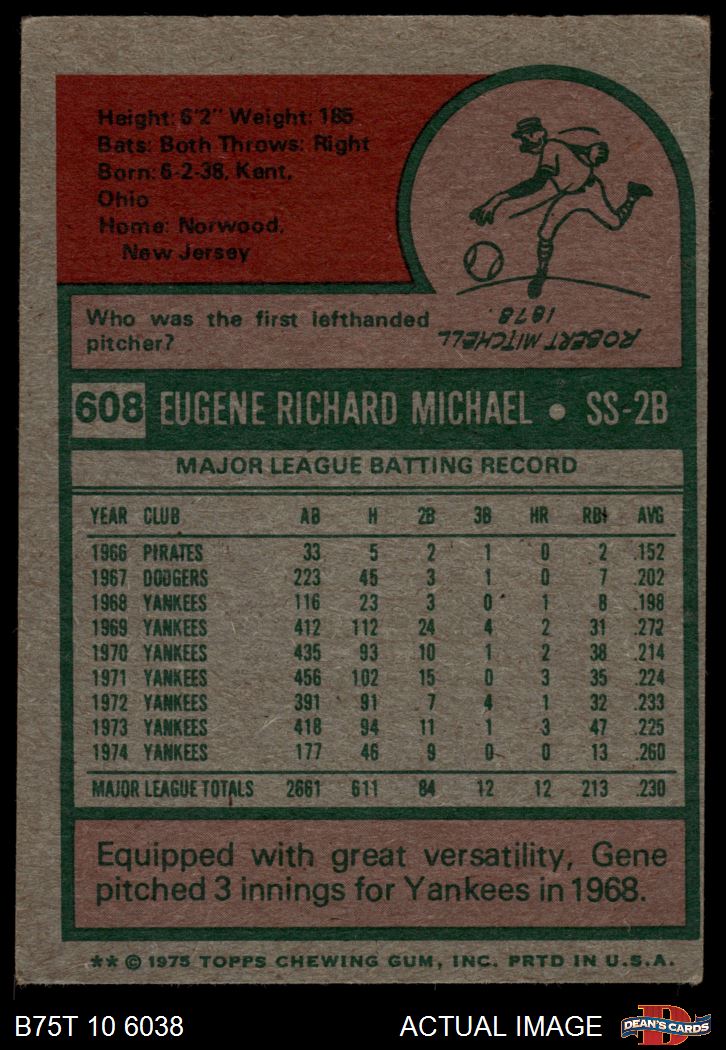 Height: 6'2" Weight: 185
Bats: Both Throws: Right
Born: 6-2-38, Kent,
Ohio
Home: Norwood,
New Jersey
Who was the first lefthanded
pitcher?
ROBERT MITCHELL
1878.
608 EUGENE RICHARD MICHAEL • SS-2B
MAJOR LEAGUE BATTING RECORD
YEAR CLUB AB H 2B 3B HR RBI AVG
1966 PIRATES 33 5 2 1 0 2 .152
1967 DODGERS 223 45 3 1 0 7 .202
1968 YANKEES 116 23 3 0 1 8 .198
1969 YANKEES 412 112 24 4 2 31 .272
1970 YANKEES 435 93 10 1 2 38 .214
1971 YANKEES 456 102 15 0 3 35 .224
1972 YANKEES 391 91 7 4 1 32 .233
1973 YANKEES 418 94 11 1 3 47 .225
1974 YANKEES 177 46 9 0 0 13 .260
MAJOR LEAGUE TOTALS 2661 611 84 12 12 213 .230
Equipped with great versatility, Gene
pitched 3 innings for Yankees in 1968.
** © 1975 TOPPS CHEWING GUM, INC. PRTD IN U.S.A.
B75T 10 6038 ACTUAL IMAGE DEAN'S CARDS